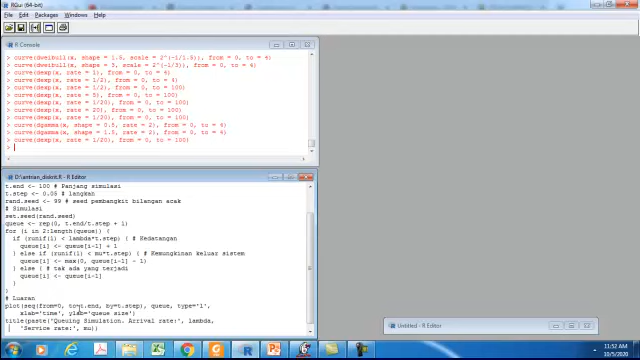 RGui (64-bit)
File Edit Packages Windows Help
R Console
> curve(dweibull(x, shape = 1.5, scale = 2^(-1/1.5)), from = 0, to = 4)
> curve(dweibull(x, shape = 3, scale = 2^(-1/3)), from = 0, to = 4)
> curve(dexp(x, rate = 1), from = 0, to = 4)
> curve(dexp(x, rate = 1/2), from = 0, to = 4)
> curve(dexp(x, rate = 1/2), from = 0, to = 100)
> curve(dexp(x, rate = 5), from = 0, to = 100)
> curve(dexp(x, rate = 1/20), from = 0, to = 100)
> curve(dexp(x, rate = 20), from = 0, to = 100)
> curve(dexp(x, rate = 1/20), from = 0, to = 100)
> curve(dgamma(x, shape = 0.5, rate = 2), from = 0, to = 4)
> curve(dgamma(x, shape = 1.5, rate = 2), from = 0, to = 4)
> curve(dexp(x, rate = 1/20), from = 0, to = 100)
>
D:\antrian_diskrit.R - R Editor
t.end <- 100 # Panjang simulasi
t.step <- 0.05 # langkan
rand.seed <- 99 # seed pembangkit bilangan acak
# Simulasi
set.seed(rand.seed)
queue <- rep(0, t.end/t.step + 1)
for (i in 2:length(queue)) {
if (runif(1) < lambda*t.step) { # Kedatangan
queue[i] <- queue[i-1] + 1
} else if (runif(1) < mu*t.step) { # Kemungkinan keluar sistem
queue[i] <- max(0, queue[i-1] - 1)
} else { # tak ada yang terjadi
queue[i] <- queue[i-1]
}
}
# Luaran
plot(seq(from=0, to=t.end, by=t.step), queue, type='l',
xlab='time', ylab='queue size')
title(paste('Queuing Simulation. Arrival rate:', lambda,
'Service rate:', mu))
Untitled - R Editor
11:52 AM
10/5/2020